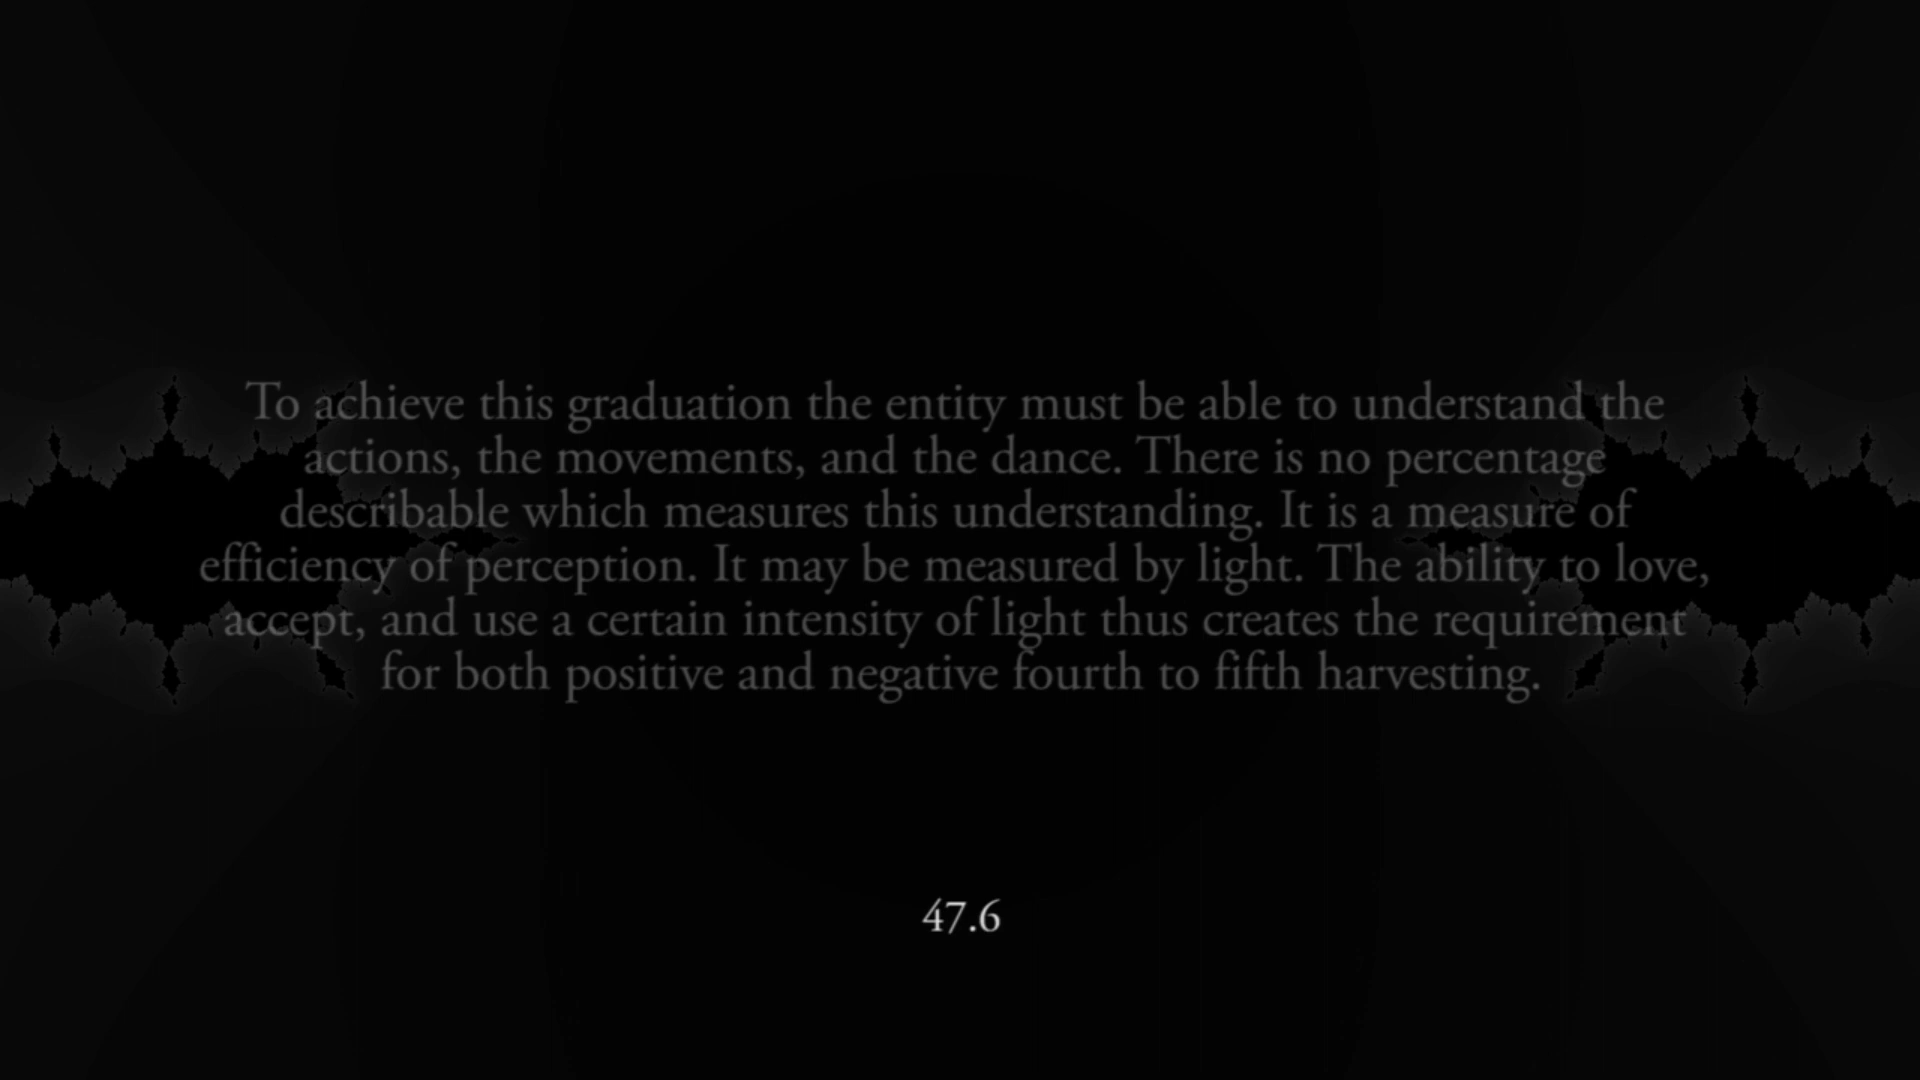 To achieve this graduation the entity must be able to understand the
actions, the movements, and the dance. There is no percentage
describable which measures this understanding. It is a measure of
efficiency of perception. It may be measured by light. The ability to love,
accept, and use a certain intensity of light thus creates the requirement
for both positive and negative fourth to fifth harvesting.
47.6